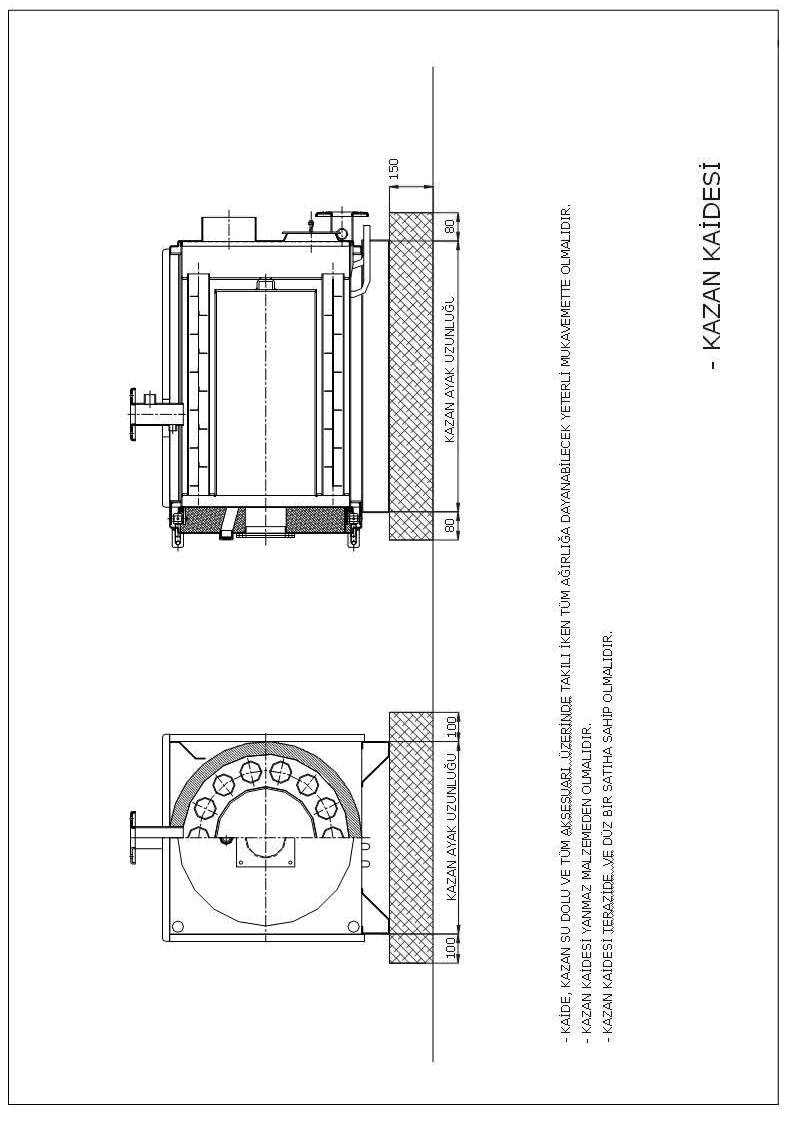 150
100
KAZAN AYAK UZUNLUĞU
100
80
KAZAN AYAK UZUNLUĞU
80
- KAİDE, KAZAN SU DOLU VE TÜM AKSESUARI ÜZERİNDE TAKILI İKEN TÜM AĞIRLIĞA DAYANABİLECEK YETERLİ MUKAVEMETTE OLMALIDIR.
- KAZAN KAİDESİ YANMAZ MALZEMEDEN OLMALIDIR.
- KAZAN KAİDESİ TERAZİDE VE DÜZ BİR SATIHA SAHİP OLMALIDIR.
- KAZAN KAİDESİ